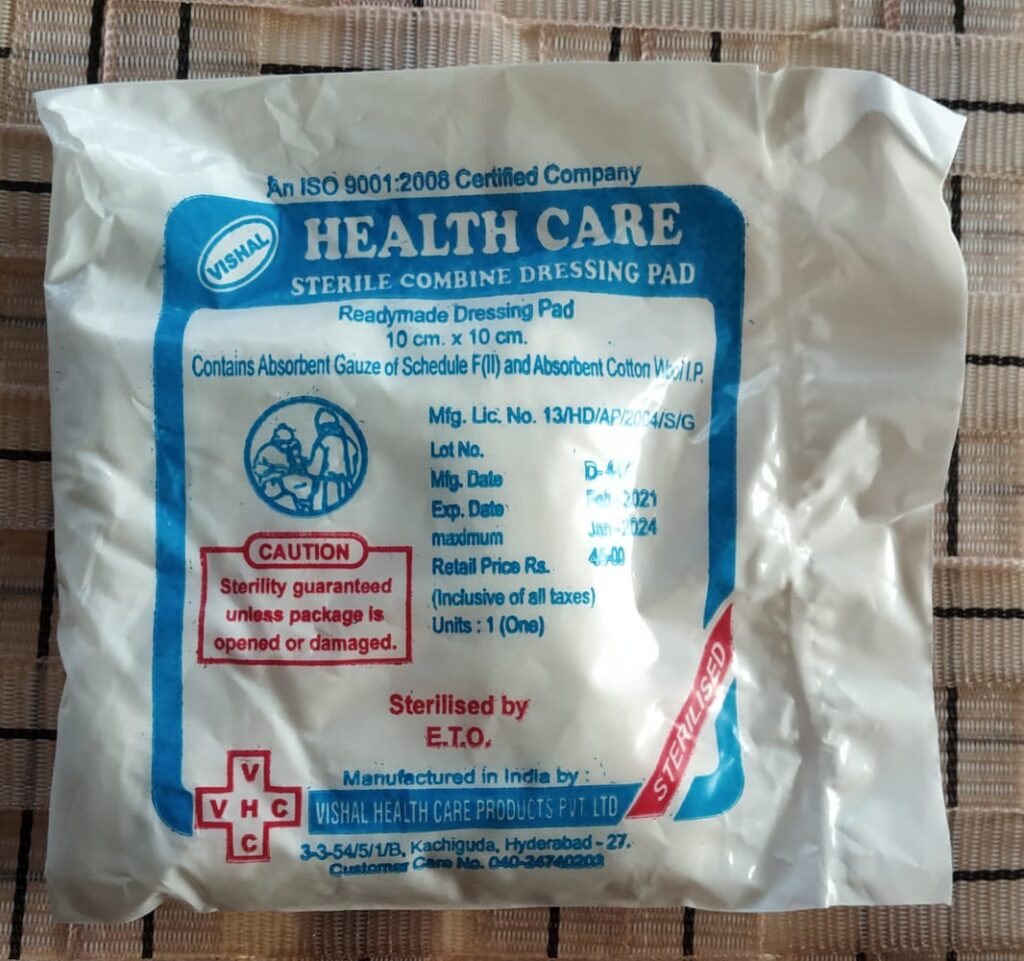 An ISO 9001:2008 Certified Company
VISHAL
HEALTH CARE
STERILE COMBINE DRESSING PAD
Readymade Dressing Pad
10 cm. x 10 cm.
Contains Absorbent Gauze of Schedule F(II) and Absorbent Cotton Wool I.P.
Mfg. Lic. No. 13/HD/AP/2004/S/G
Lot No.
Mfg. Date
Feb - 2021
Exp. Date
Jan - 2024
maximum
Retail Price Rs.
(Inclusive of all taxes)
Units : 1 (One)
CAUTION
Sterility guaranteed
unless package is
opened or damaged.
Sterilised by
E.T.O.
STERILISED
V
V H C
C
Manufactured in India by :
VISHAL HEALTH CARE PRODUCTS PVT. LTD
3-3-54/5/1/B, Kachiguda, Hyderabad - 27.
Customer Care No. 040-24740203